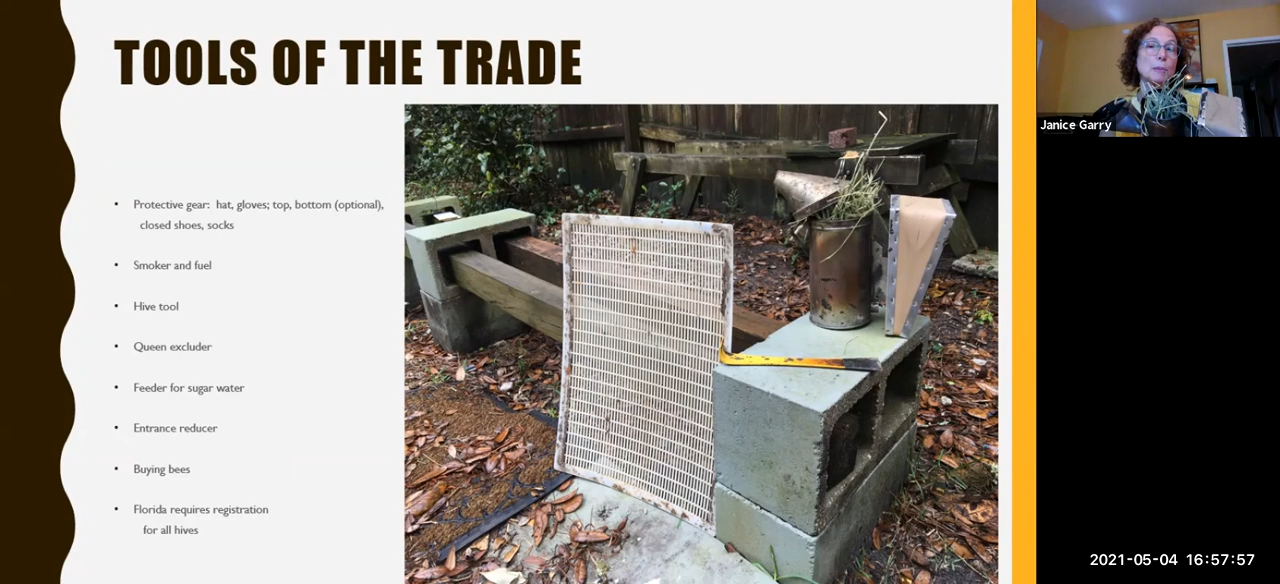 TOOLS OF THE TRADE
• Protective gear: hat, gloves; top, bottom (optional),
closed shoes, socks
• Smoker and fuel
• Hive tool
• Queen excluder
• Feeder for sugar water
• Entrance reducer
• Buying bees
• Florida requires registration
for all hives
Janice Garry
2021-05-04 16:57:57